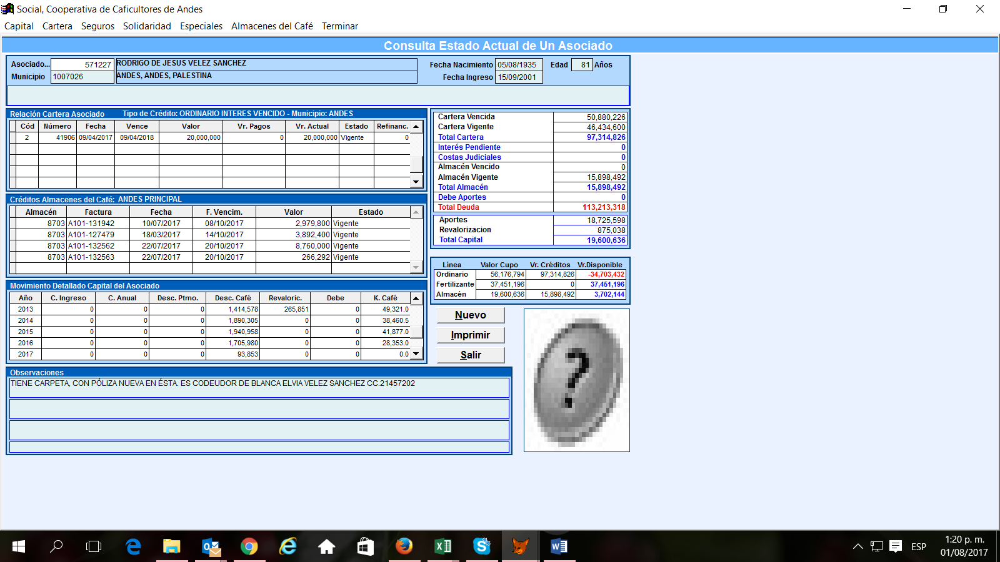 Social, Cooperativa de Caficultores de Andes
Capital Cartera Seguros Solidaridad Especiales Almacenes del Café Terminar
Consulta Estado Actual de Un Asociado
Asociado... 571227 RODRIGO DE JESUS VELEZ SANCHEZ Fecha Nacimiento 05/08/1935 Edad 81 Años
Municipio 1007026 ANDES, ANDES, PALESTINA Fecha Ingreso 15/09/2001
Relación Cartera Asociado Tipo de Crédito: ORDINARIO INTERES VENCIDO - Municipio: ANDES
Cód Número Fecha Vence Valor Vr. Pagos Vr. Actual Estado Refinanc.
2 41906 09/04/2017 09/04/2018 20,000,000 0 20,000,000 Vigente 0
Créditos Almacenes del Café: ANDES PRINCIPAL
Almacén Factura Fecha F. Vencim. Valor Estado
8703 A101-131942 10/07/2017 08/10/2017 2,979,800 Vigente
8703 A101-127479 18/03/2017 14/10/2017 3,892,400 Vigente
8703 A101-132562 22/07/2017 20/10/2017 8,760,000 Vigente
8703 A101-132563 22/07/2017 20/10/2017 266,292 Vigente
Movimiento Detallado Capital del Asociado
Año C. Ingreso C. Anual Desc. Ptmo. Desc. Café Revaloric. Debe K. Café
2013 0 0 0 1,414,578 265,851 0 49,321.0
2014 0 0 0 1,890,305 0 0 38,460.5
2015 0 0 0 1,940,958 0 0 41,877.0
2016 0 0 0 1,705,980 0 0 28,353.0
2017 0 0 0 93,853 0 0 0.0
Observaciones
TIENE CARPETA, CON PÓLIZA NUEVA EN ÉSTA. ES CODEUDOR DE BLANCA ELVIA VELEZ SANCHEZ CC.21457202
Cartera Vencida 50,880,226
Cartera Vigente 46,434,600
Total Cartera 97,314,826
Interés Pendiente 0
Costas Judiciales 0
Almacén Vencido 0
Almacén Vigente 15,898,492
Total Almacén 15,898,492
Debe Aportes 0
Total Deuda 113,213,318
Aportes 18,725,598
Revalorizacion 875,038
Total Capital 19,600,636
Línea Valor Cupo Vr. Créditos Vr.Disponible
Ordinario 56,176,794 97,314,826 -34,703,432
Fertilizante 37,451,196 0 37,451,196
Almacén 19,600,636 15,898,492 3,702,144
Nuevo
Imprimir
Salir
?
ESP
1:20 p. m.
01/08/2017